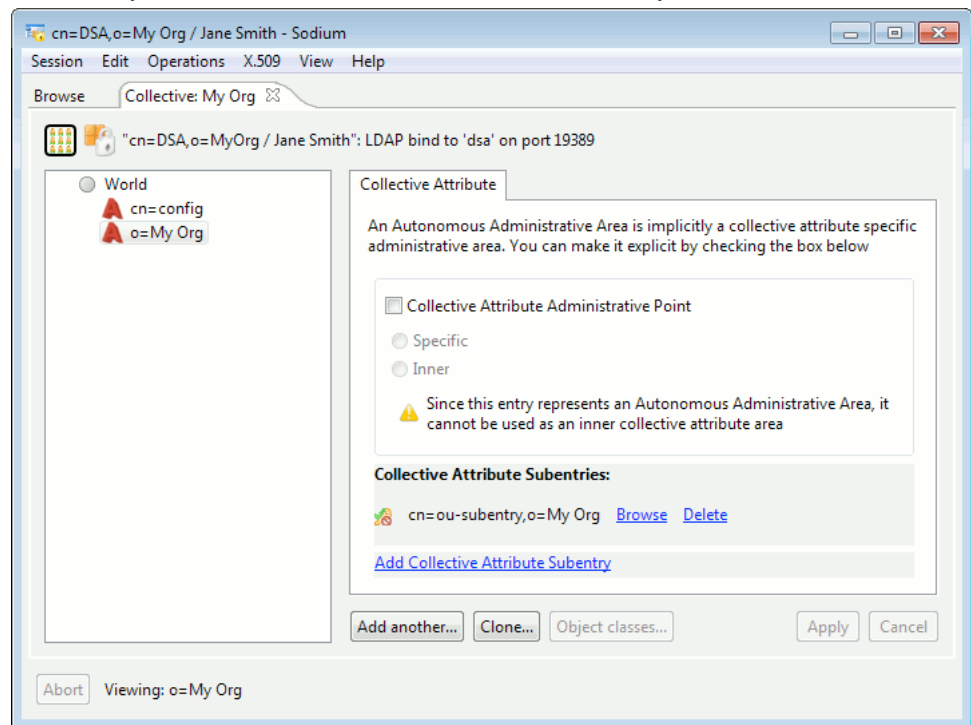 cn=DSA,o=My Org / Jane Smith - Sodium
Session Edit Operations X.509 View Help
Browse Collective: My Org
"cn=DSA,o=MyOrg / Jane Smith": LDAP bind to 'dsa' on port 19389
World
cn=config
o=My Org
Collective Attribute
An Autonomous Administrative Area is implicitly a collective attribute specific
administrative area. You can make it explicit by checking the box below
Collective Attribute Administrative Point
Specific
Inner
Since this entry represents an Autonomous Administrative Area, it
cannot be used as an inner collective attribute area
Collective Attribute Subentries:
cn=ou-subentry,o=My Org Browse Delete
Add Collective Attribute Subentry
Add another... Clone... Object classes... Apply Cancel
Abort Viewing: o=My Org